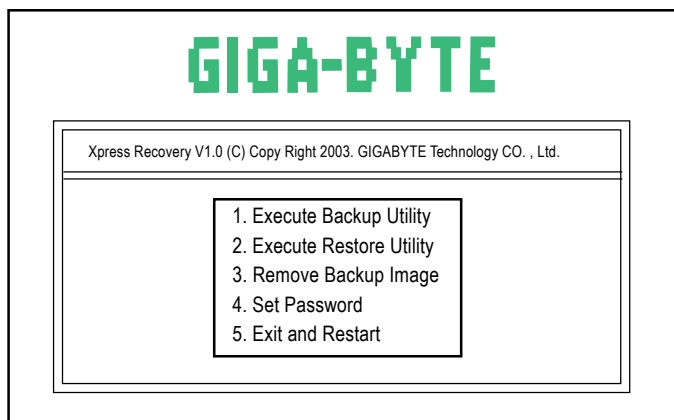 GIGA-BYTE
Xpress Recovery V1.0 (C) Copy Right 2003. GIGABYTE Technology CO. , Ltd.
1. Execute Backup Utility
2. Execute Restore Utility
3. Remove Backup Image
4. Set Password
5. Exit and Restart